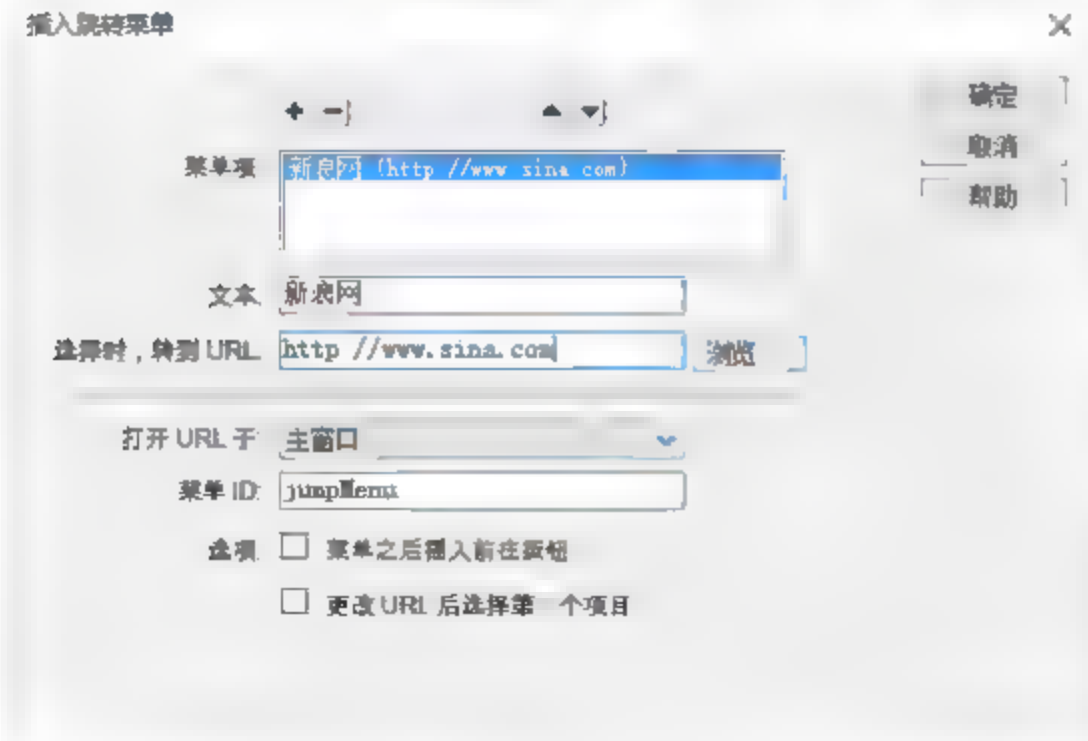 插入跳转菜单
确定
取消
帮助
菜单项: 新浪网 (http://www.sina.com)
文本: 新浪网
选择时，转到 URL: http://www.sina.com 浏览
打开 URL 于: 主窗口
菜单 ID: jumpMenu
选项: 菜单之后插入前往按钮
更改 URL 后选择第一个项目